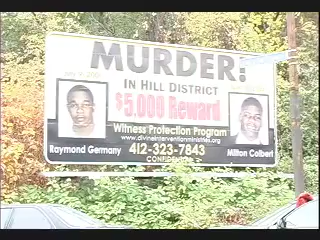 MURDER:
IN HILL DISTRICT
$5,000 Reward
Witness Protection Program
www.divineinterventionministries.org
Raymond Germany 412-323-7843 Milton Colbert
CONFIDENTIAL